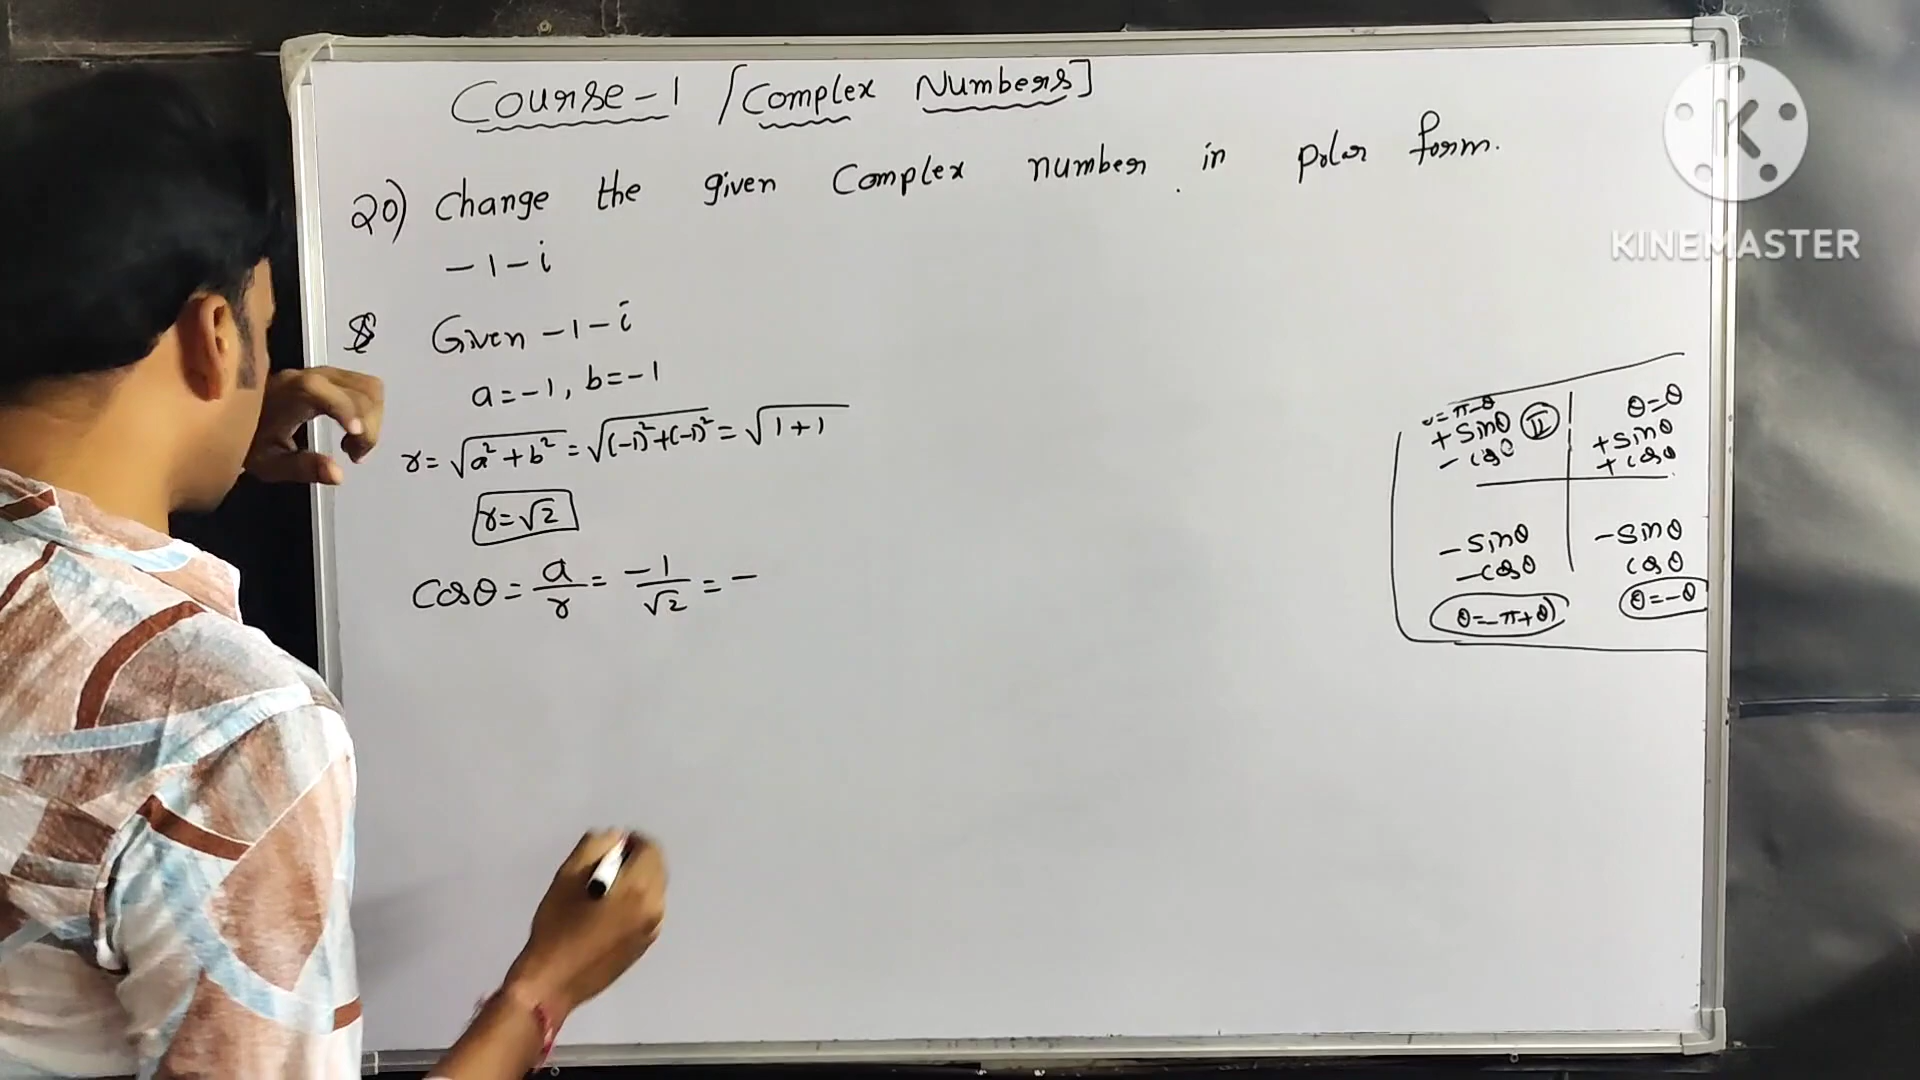 Course-1 [Complex Numbers]
20) Change the given Complex number in polar form.
-1-i
Given -1-i
a=-1, b=-1
r=√a²+b² = √(-1)²+(-1)² = √1+1
r=√2
Cosθ = a/r = -1/√2 = -
θ=π-θ
+Sinθ II
-cosθ
θ=θ
+Sinθ
+cosθ
-Sinθ
-cosθ
θ=-π+θ)
-Sinθ
cosθ
θ=-θ
K
KINEMASTER